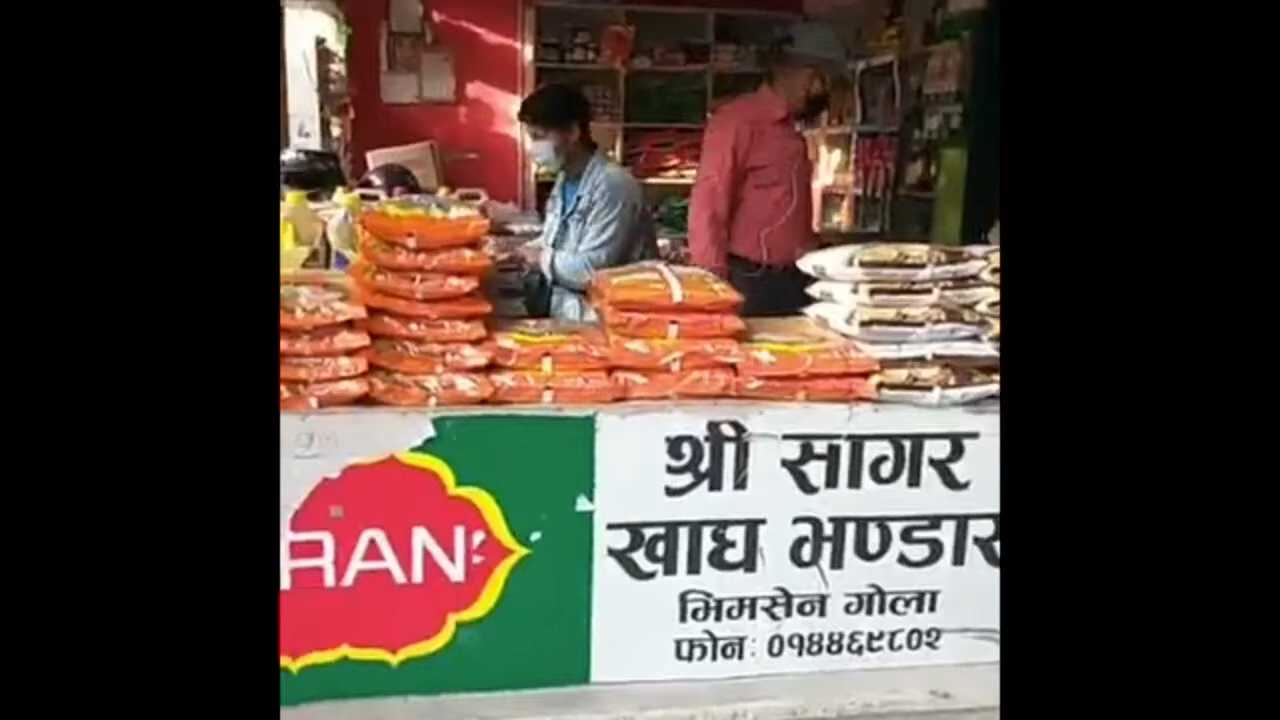 RAN
श्री सागर
खाद्य भण्डार
भिमसेन गोला
फोन: ०१४४६९८०२